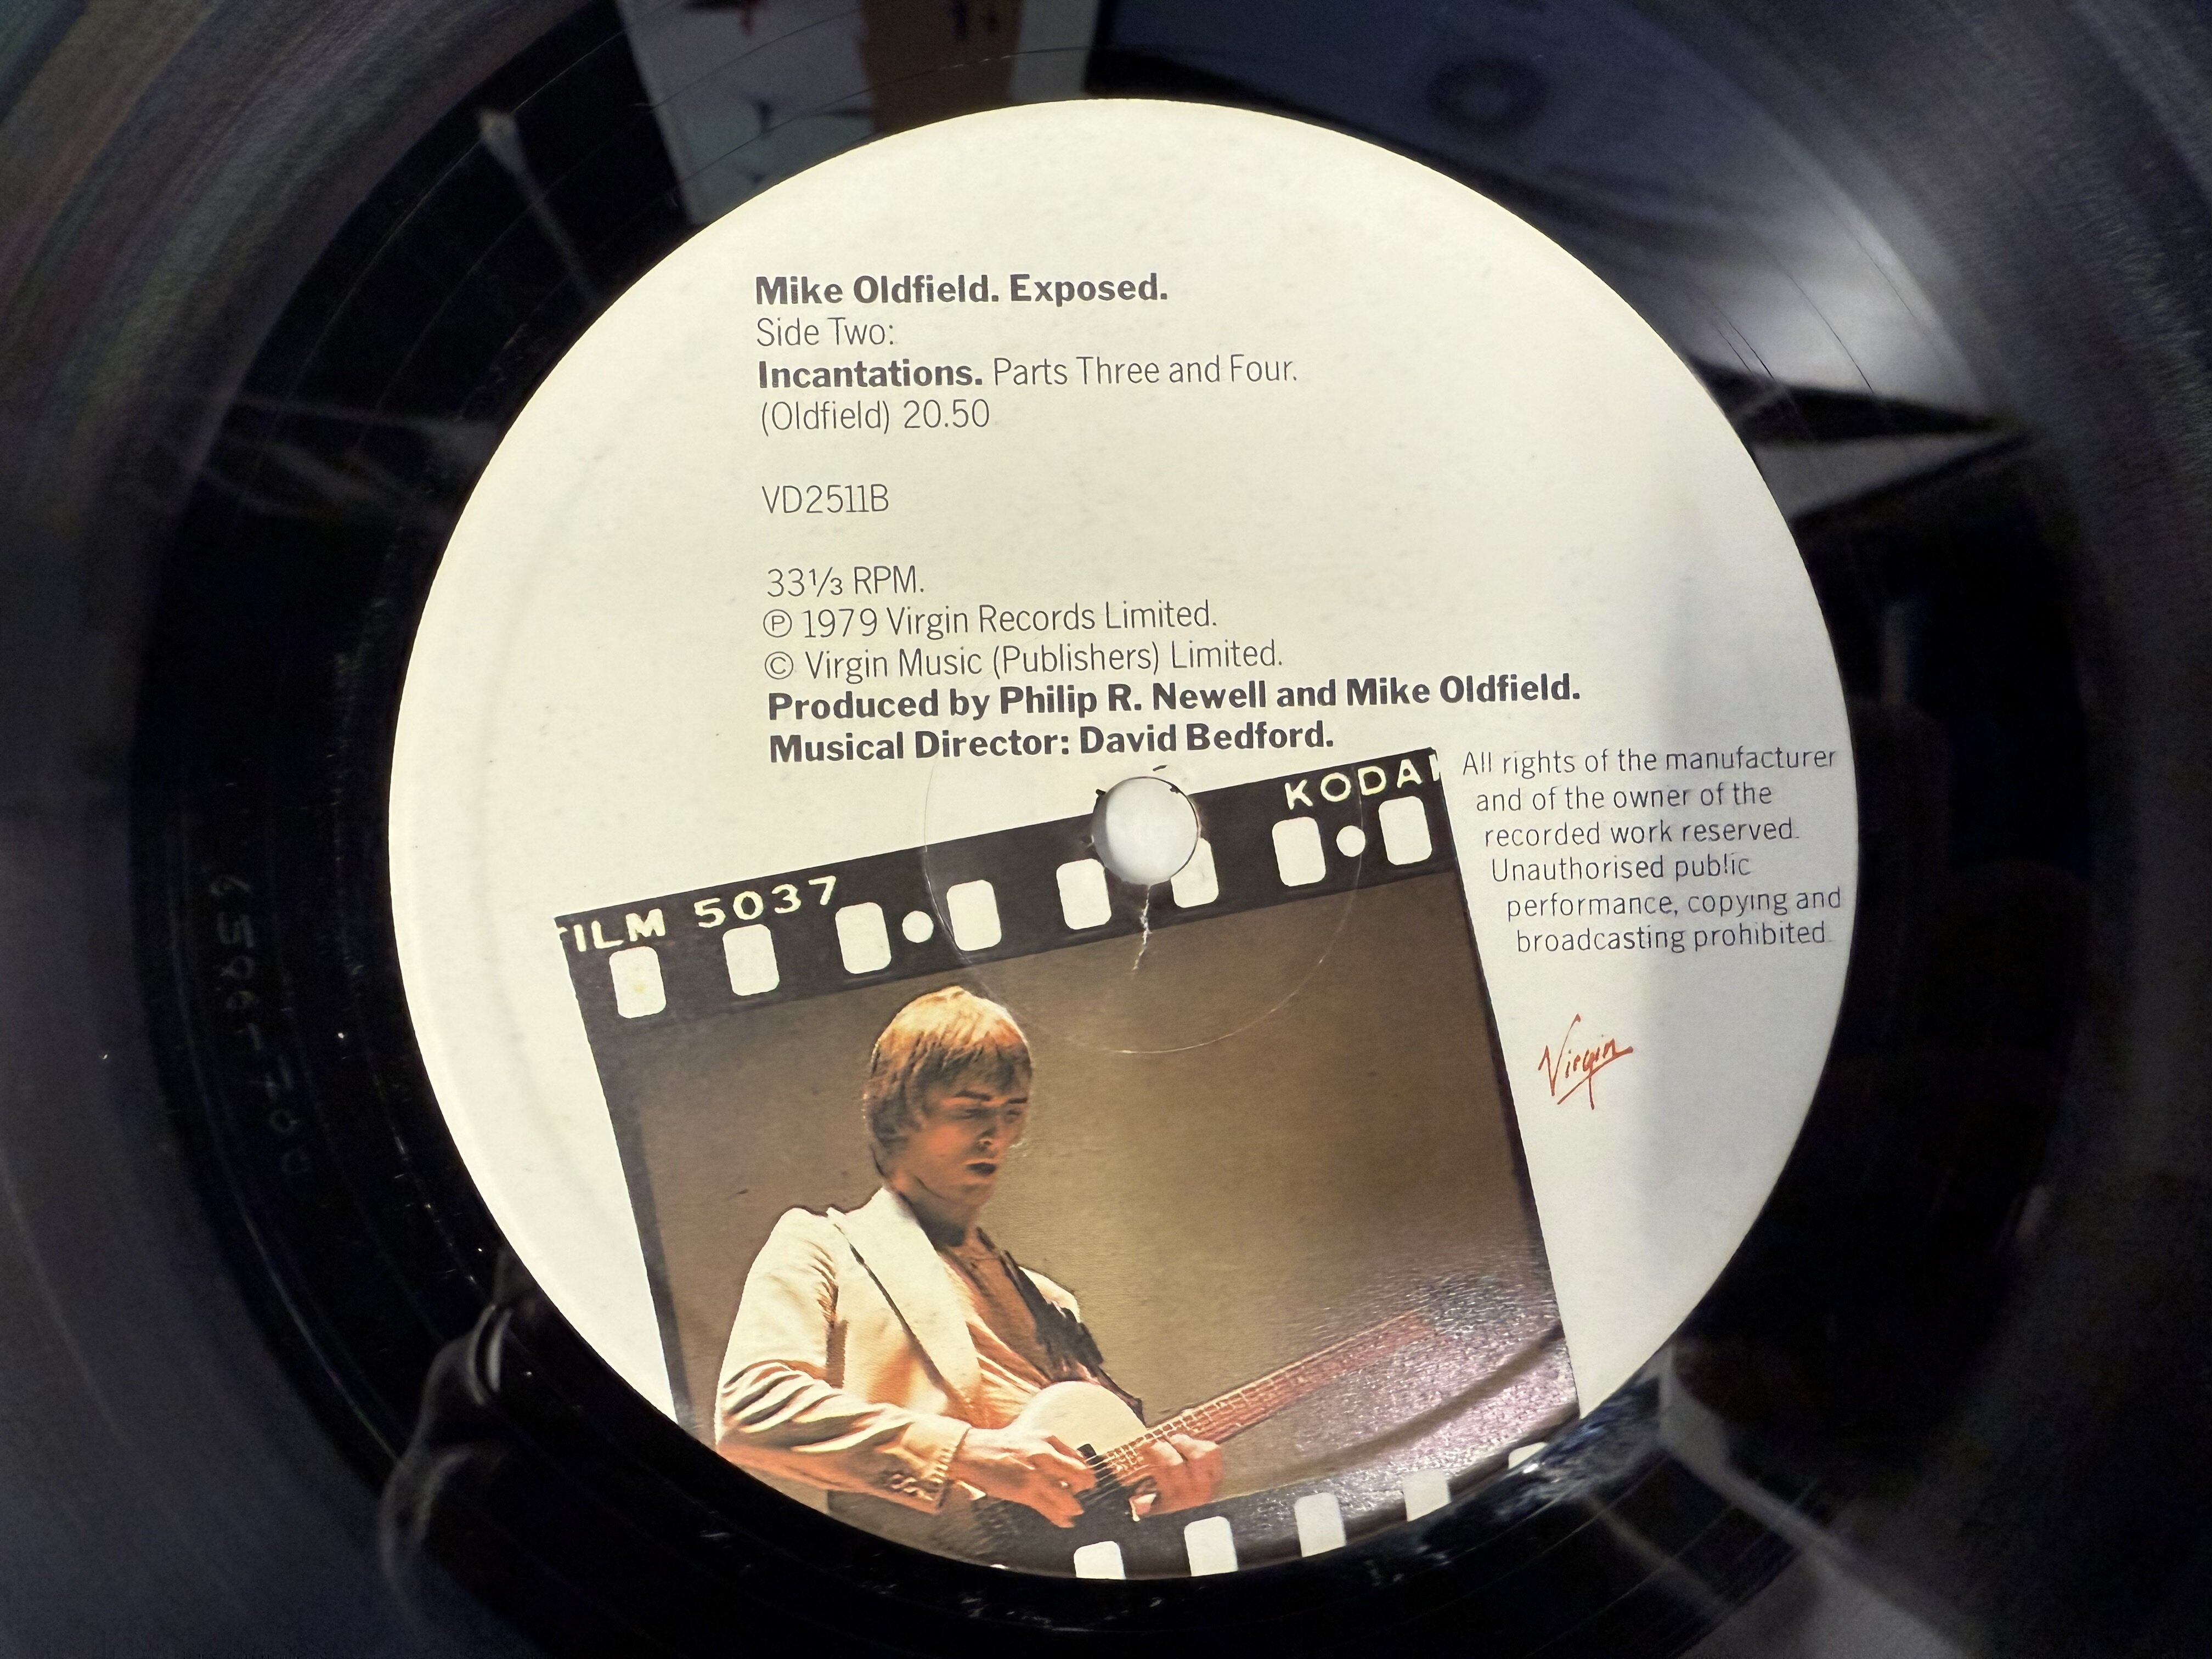 Mike Oldfield. Exposed.
Side Two:
Incantations. Parts Three and Four.
(Oldfield) 20.50
VD2511B
33⅓ RPM.
℗ 1979 Virgin Records Limited.
© Virgin Music (Publishers) Limited.
Produced by Philip R. Newell and Mike Oldfield.
Musical Director: David Bedford.
All rights of the manufacturer
and of the owner of the
recorded work reserved.
Unauthorised public
performance, copying and
broadcasting prohibited.
KODA
ILM 5037
Virgin